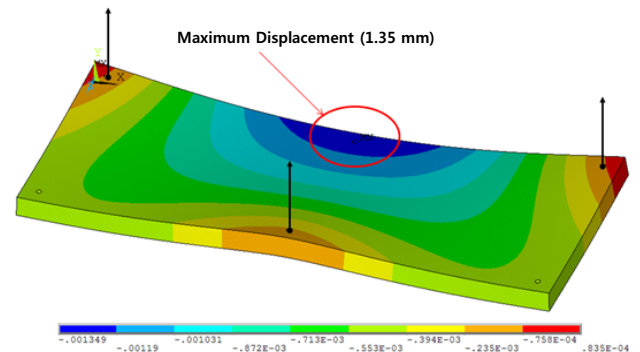 Maximum Displacement (1.35 mm)
Y
X
-.001349 -.001031 -.713E-03 -.394E-03 -.758E-04
-.00119 -.872E-03 -.553E-03 -.235E-03 .835E-04